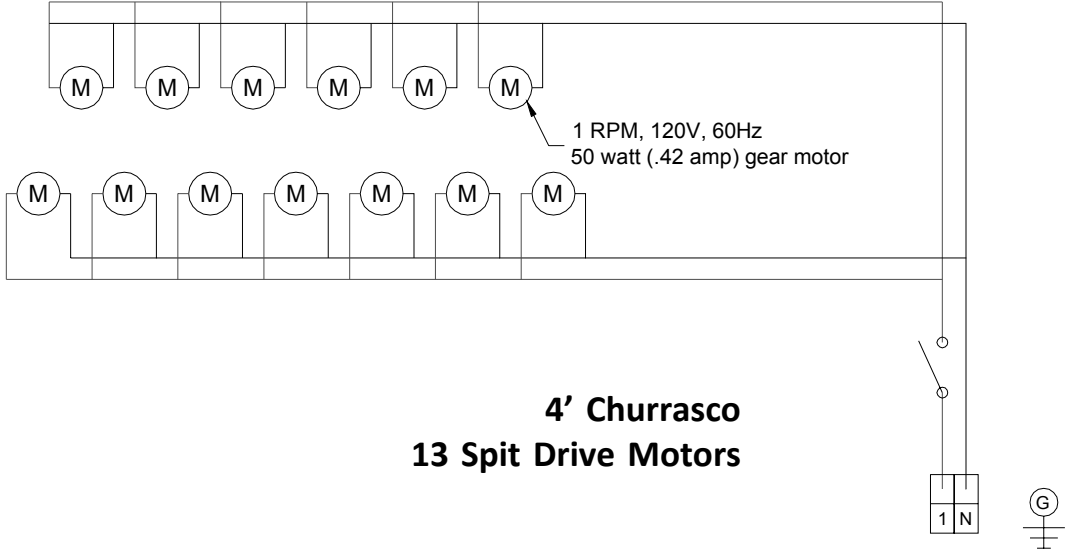 M M M M M M
1 RPM, 120V, 60Hz
50 watt (.42 amp) gear motor
M M M M M M M
4’ Churrasco
13 Spit Drive Motors
1 N
G